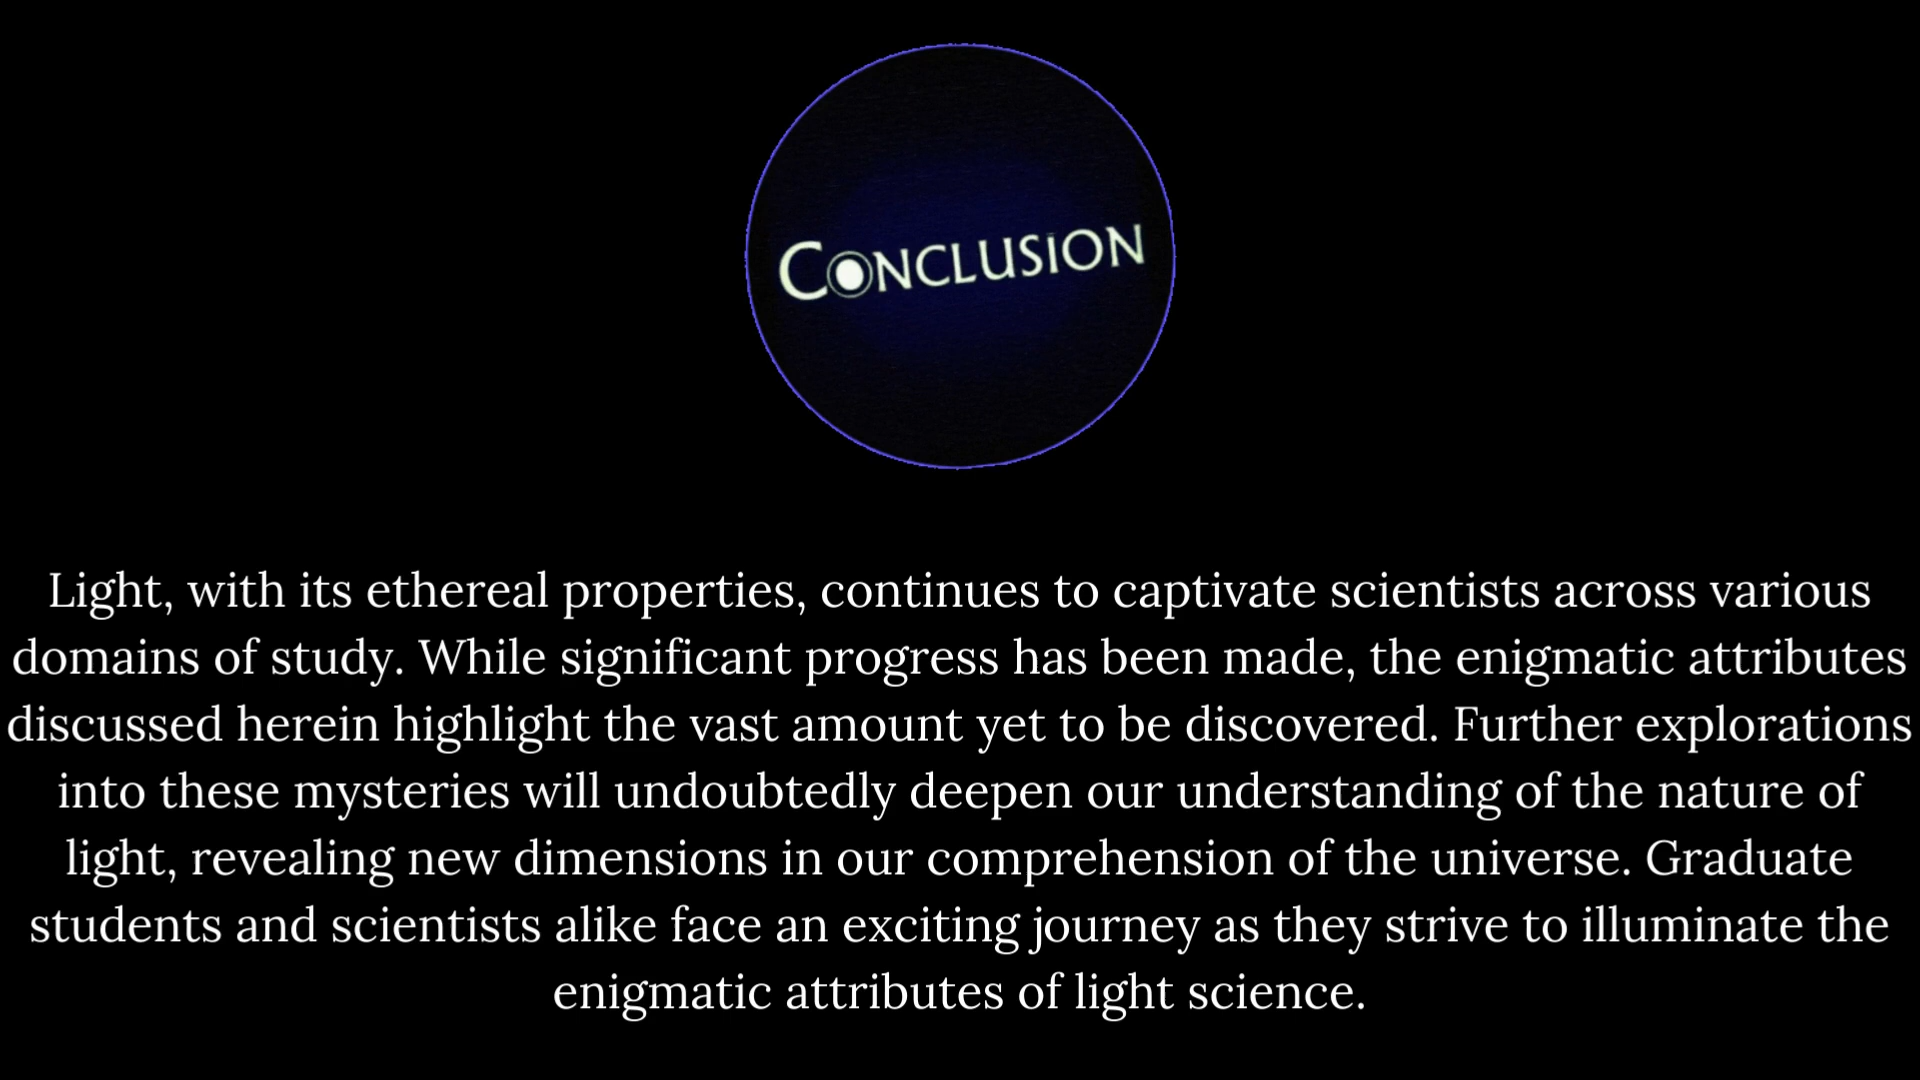 CONCLUSION
Light, with its ethereal properties, continues to captivate scientists across various
domains of study. While significant progress has been made, the enigmatic attributes
discussed herein highlight the vast amount yet to be discovered. Further explorations
into these mysteries will undoubtedly deepen our understanding of the nature of
light, revealing new dimensions in our comprehension of the universe. Graduate
students and scientists alike face an exciting journey as they strive to illuminate the
enigmatic attributes of light science.